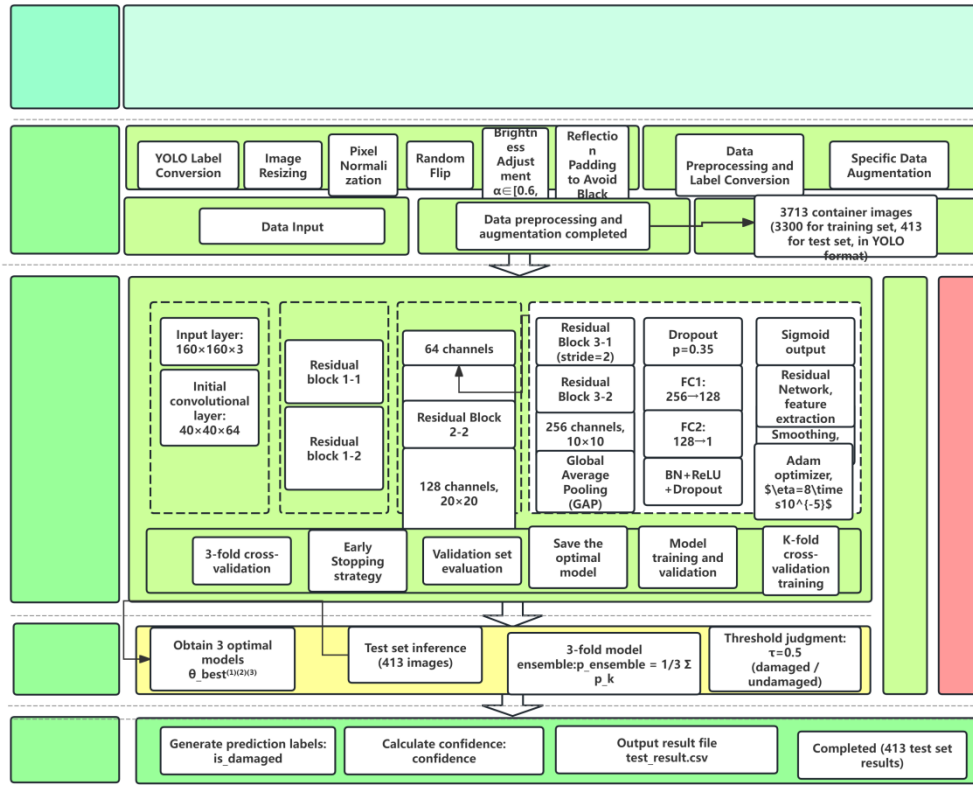 YOLO Label
Conversion
Image
Resizing
Pixel
Normali
zation
Random
Flip
Brightn
ess
Adjust
ment
α∈[0.6,
Reflectio
n
Padding
to Avoid
Black
Data
Preprocessing and
Label Conversion
Specific Data
Augmentation
Data Input
Data preprocessing and
augmentation completed
3713 container images
(3300 for training set, 413
for test set, in YOLO
format)
Input layer:
160×160×3
Initial
convolutional
layer:
40×40×64
Residual
block 1-1
Residual
block 1-2
64 channels
Residual Block
2-2
128 channels,
20×20
Residual
Block 3-1
(stride=2)
Residual
Block 3-2
256 channels,
10×10
Global
Average
Pooling
(GAP)
Dropout
p=0.35
FC1:
256→128
FC2:
128→1
BN+ReLU
+Dropout
Sigmoid
output
Residual
Network,
feature
extraction
Smoothing,
Adam
optimizer,
$\eta=8\time
s10^{-5}$
3-fold cross-
validation
Early
Stopping
strategy
Validation set
evaluation
Save the
optimal
model
Model
training and
validation
K-fold
cross-
validation
training
Obtain 3 optimal
models
θ_best⁽¹⁾⁽²⁾⁽³⁾
Test set inference
(413 images)
3-fold model
ensemble:p_ensemble = 1/3 Σ
p_k
Threshold judgment:
τ=0.5
(damaged /
undamaged)
Generate prediction labels:
is_damaged
Calculate confidence:
confidence
Output result file
test_result.csv
Completed (413 test set
results)